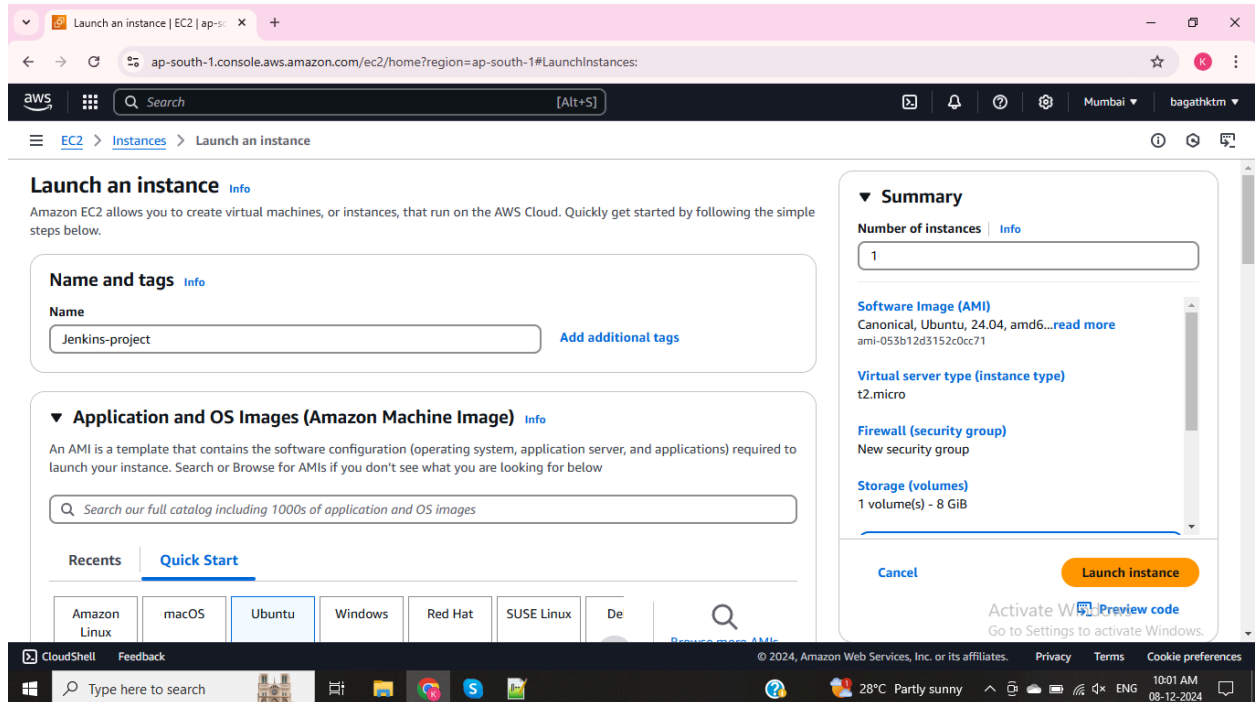 Launch an instance | EC2 | ap-sc
ap-south-1.console.aws.amazon.com/ec2/home?region=ap-south-1#LaunchInstances:
K
aws
Search [Alt+S]
Mumbai
bagathktm
EC2 > Instances > Launch an instance
Launch an instance Info
Amazon EC2 allows you to create virtual machines, or instances, that run on the AWS Cloud. Quickly get started by following the simple
steps below.
Name and tags Info
Name
Jenkins-project
Add additional tags
Application and OS Images (Amazon Machine Image) Info
An AMI is a template that contains the software configuration (operating system, application server, and applications) required to
launch your instance. Search or Browse for AMIs if you don't see what you are looking for below
Search our full catalog including 1000s of application and OS images
Recents
Quick Start
Amazon
Linux
macOS
Ubuntu
Windows
Red Hat
SUSE Linux
De
Browse more AMIs
Summary
Number of instances Info
1
Software Image (AMI)
Canonical, Ubuntu, 24.04, amd6...read more
ami-053b12d3152c0cc71
Virtual server type (instance type)
t2.micro
Firewall (security group)
New security group
Storage (volumes)
1 volume(s) - 8 GiB
Cancel
Launch instance
Preview code
Activate Windows
Go to Settings to activate Windows.
CloudShell Feedback
© 2024, Amazon Web Services, Inc. or its affiliates. Privacy Terms Cookie preferences
Type here to search
S
28°C Partly sunny
ENG
10:01 AM
08-12-2024